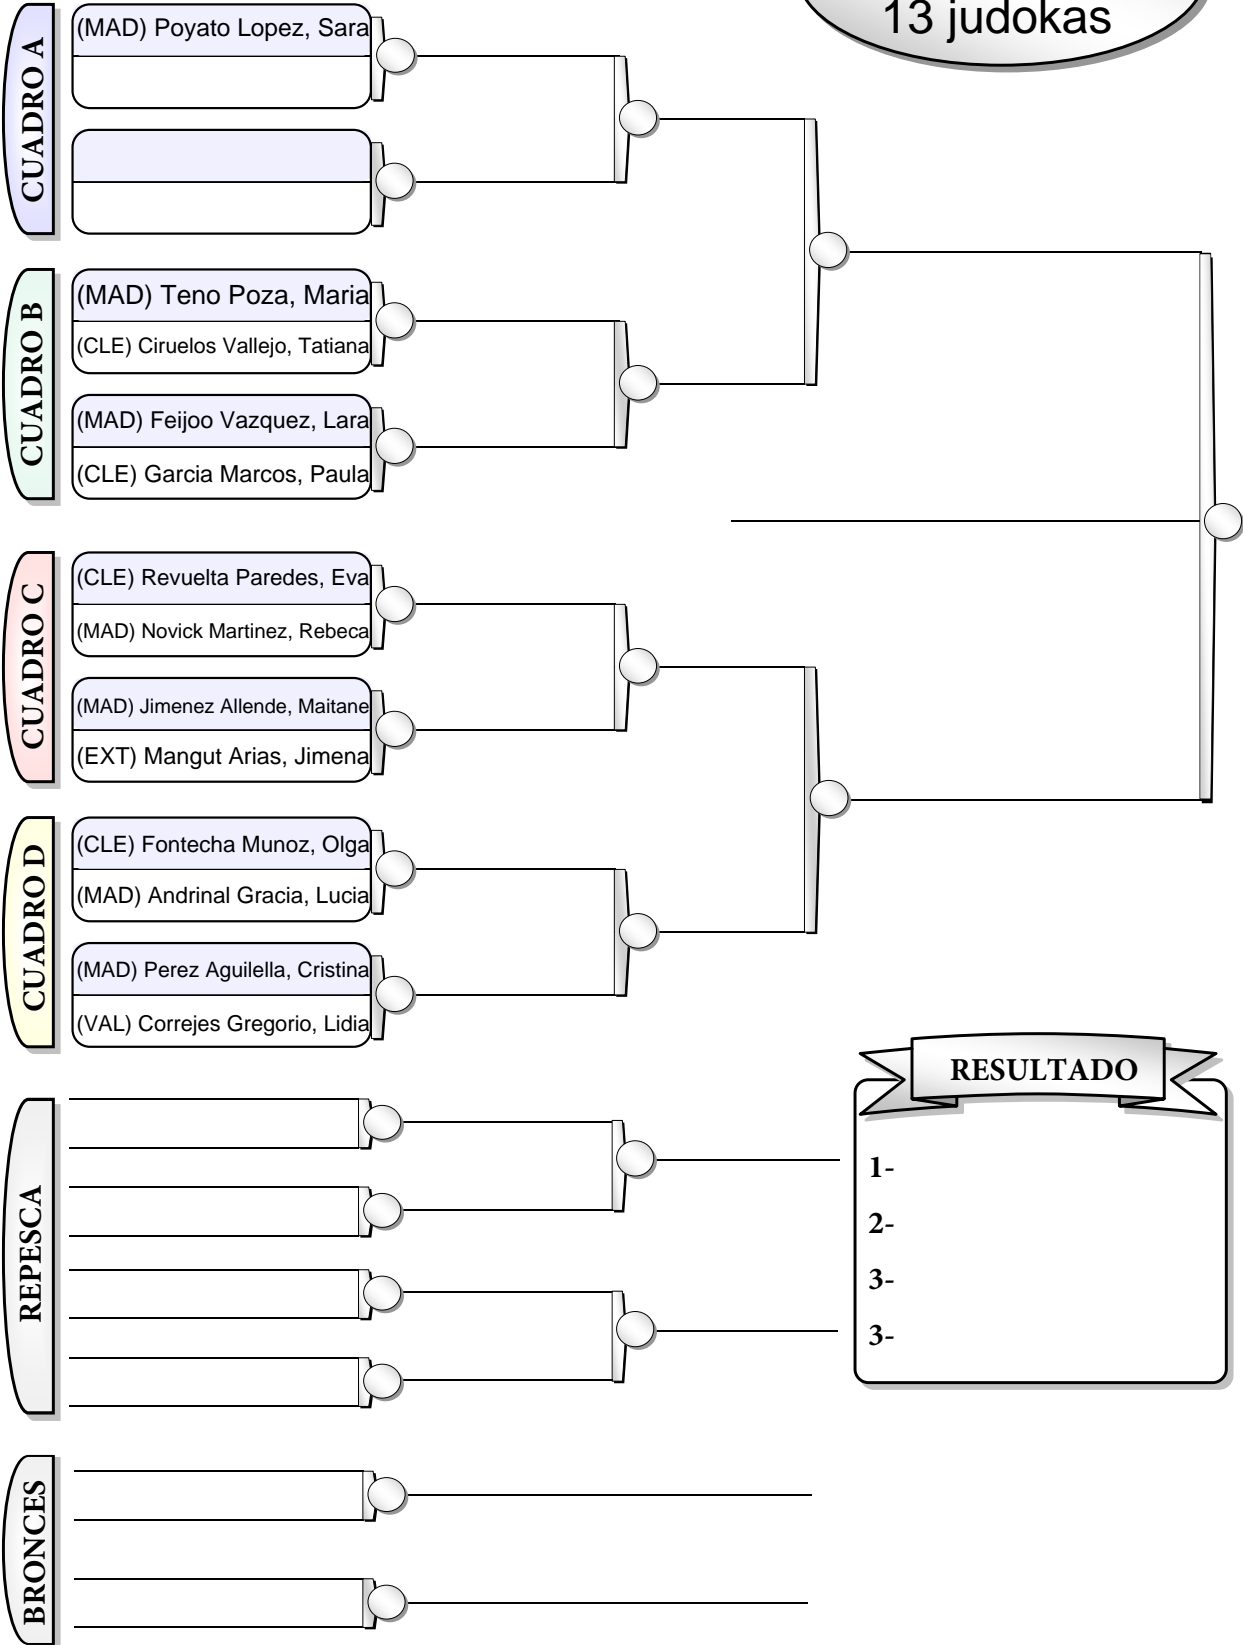 13 judokas
CUADRO A
(MAD) Poyato Lopez, Sara
CUADRO B
(MAD) Teno Poza, Maria
(CLE) Ciruelos Vallejo, Tatiana
(MAD) Feijoo Vazquez, Lara
(CLE) Garcia Marcos, Paula
CUADRO C
(CLE) Revuelta Paredes, Eva
(MAD) Novick Martinez, Rebeca
(MAD) Jimenez Allende, Maitane
(EXT) Mangut Arias, Jimena
CUADRO D
(CLE) Fontecha Munoz, Olga
(MAD) Andrinal Gracia, Lucia
(MAD) Perez Aguilella, Cristina
(VAL) Correjes Gregorio, Lidia
REPESCA
RESULTADO
1-
2-
3-
3-
BRONCES